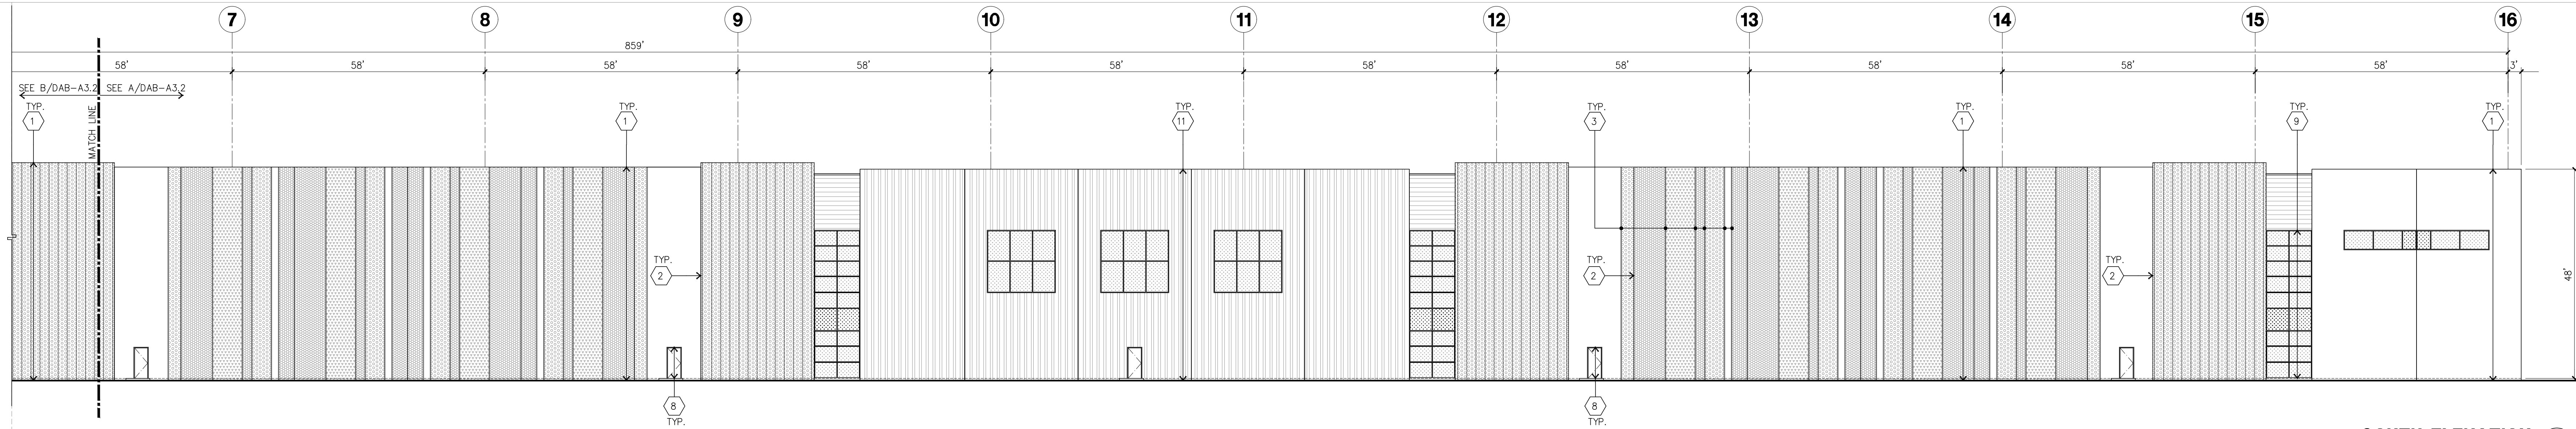 7 8 9 10 11 12 13 14 15 16
859'
58' 58' 58' 58' 58' 58' 58' 58' 58' 58' 3'
SEE B/DAB-A3.2 SEE A/DAB-A3.2
MATCH LINE
TYP. TYP. TYP. TYP. TYP. TYP. TYP.
1 1 11 3 1 9 1
TYP. TYP. TYP.
2 2 2
48'
8 8
TYP. TYP.